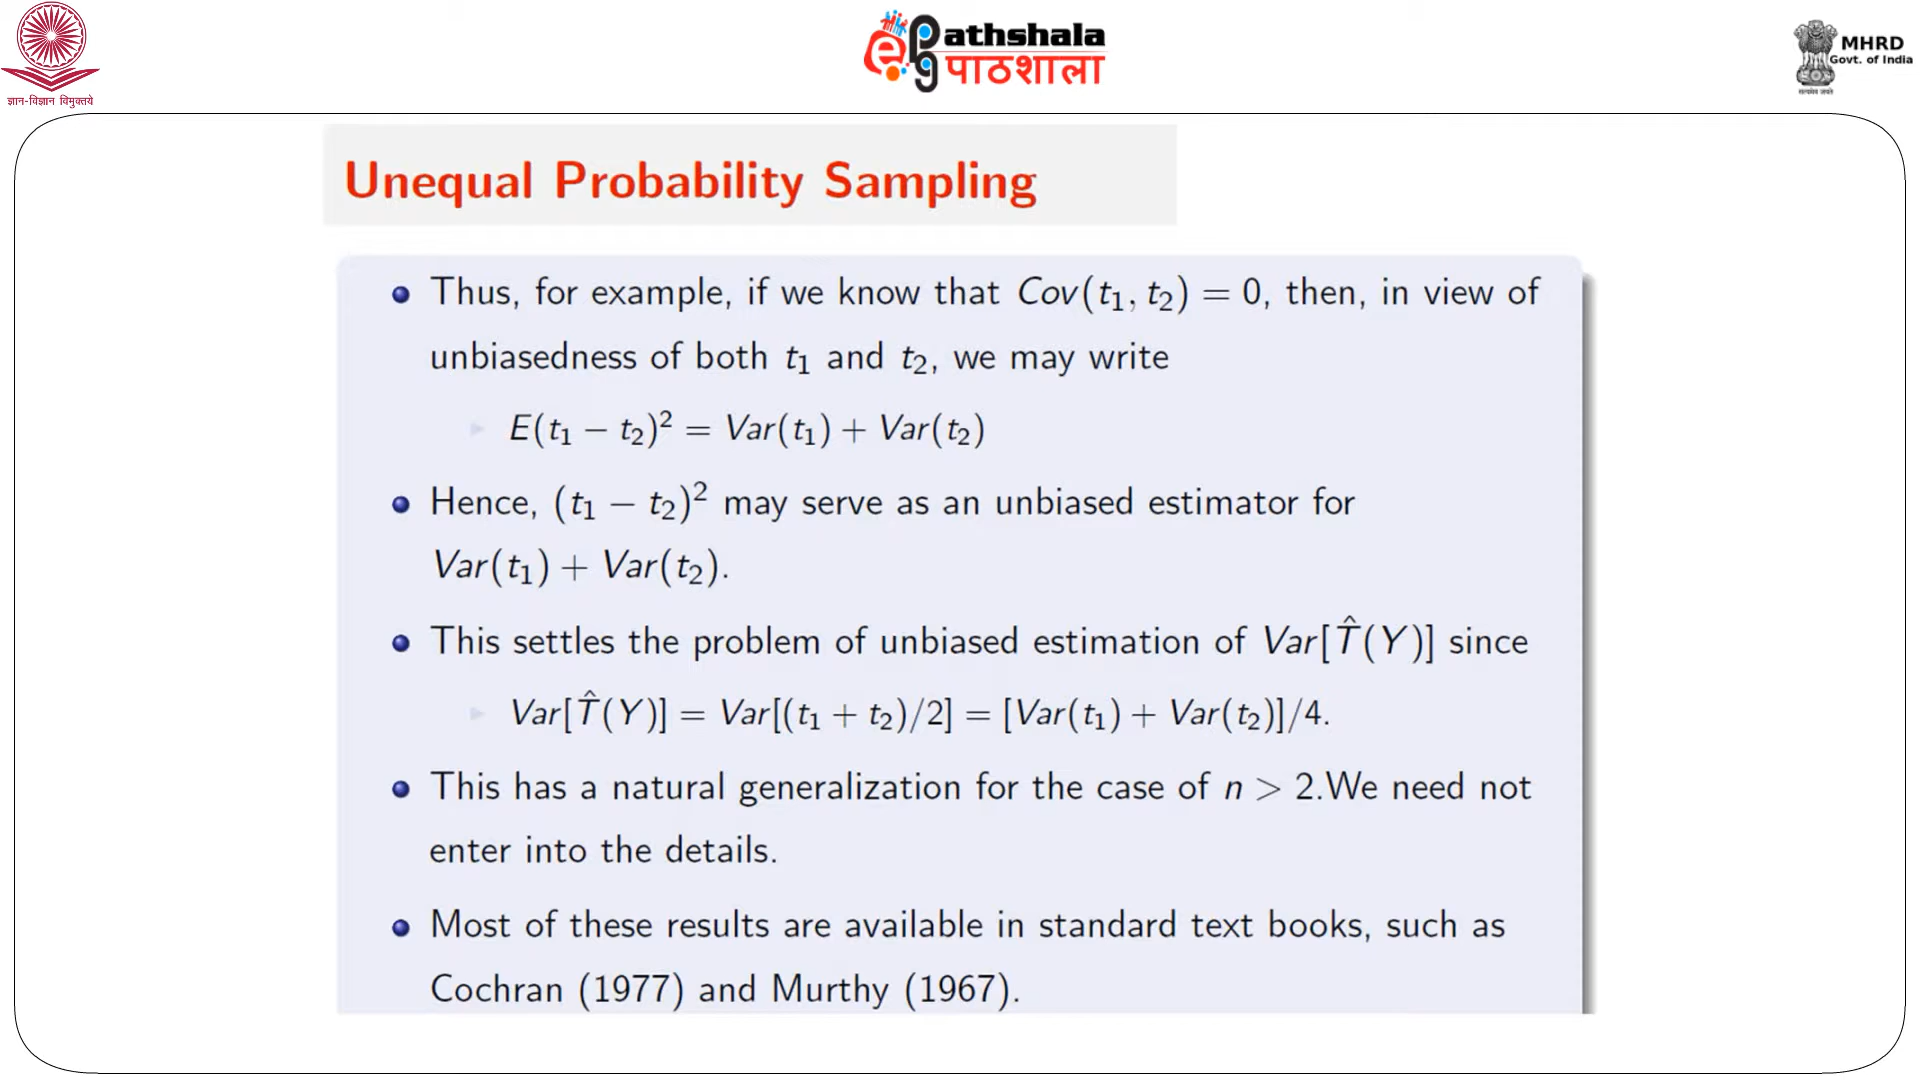 ज्ञान-विज्ञान विमुक्तये
ePathshala
पाठशाला
MHRD
Govt. of India
सत्यमेव जयते
Unequal Probability Sampling
Thus, for example, if we know that Cov(t₁, t₂) = 0, then, in view of
unbiasedness of both t₁ and t₂, we may write
E(t₁ − t₂)² = Var(t₁) + Var(t₂)
Hence, (t₁ − t₂)² may serve as an unbiased estimator for
Var(t₁) + Var(t₂).
This settles the problem of unbiased estimation of Var[T̂(Y)] since
Var[T̂(Y)] = Var[(t₁ + t₂)/2] = [Var(t₁) + Var(t₂)]/4.
This has a natural generalization for the case of n > 2.We need not
enter into the details.
Most of these results are available in standard text books, such as
Cochran (1977) and Murthy (1967).